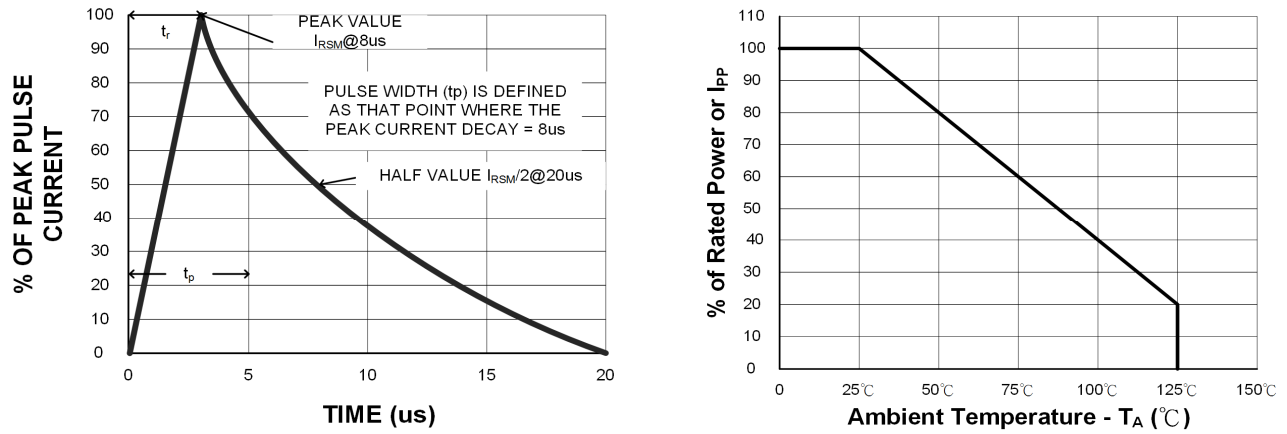 % OF PEAK PULSE
CURRENT
100
90
80
70
60
50
40
30
20
10
0
tr
PEAK VALUE
IRSM@8us
PULSE WIDTH (tp) IS DEFINED
AS THAT POINT WHERE THE
PEAK CURRENT DECAY = 8us
HALF VALUE IRSM/2@20us
tp
0
5
10
15
20
TIME (us)
% of Rated Power or IPP
110
100
90
80
70
60
50
40
30
20
10
0
0
25℃
50℃
75℃
100℃
125℃
150℃
Ambient Temperature - TA (℃)